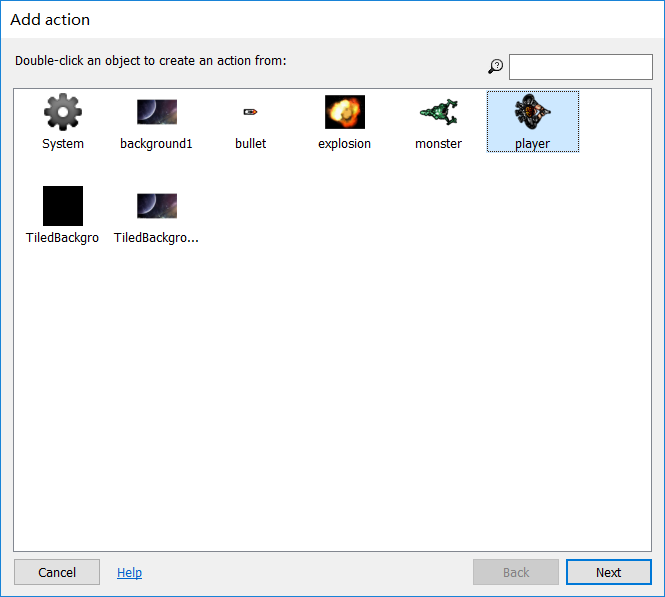 Add action
Double-click an object to create an action from:
System
background1
bullet
explosion
monster
player
TiledBackgro
TiledBackgro...
Cancel
Help
Back
Next